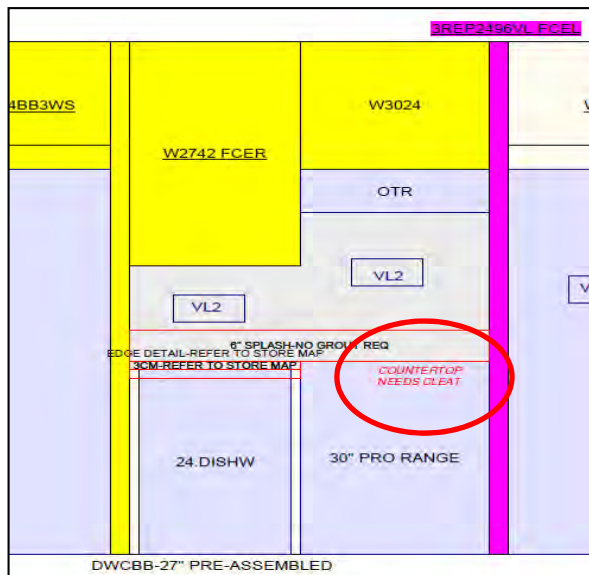 3REP2496VL FCEL
4BB3WS
W3024
W2742 FCER
OTR
VL2
VL2
6" SPLASH-NO GROUT REQ
EDGE DETAIL-REFER TO STORE MAP
3CM-REFER TO STORE MAP
COUNTERTOP
NEEDS CLEAT
24.DISHW
30" PRO RANGE
DWCBB-27" PRE-ASSEMBLED